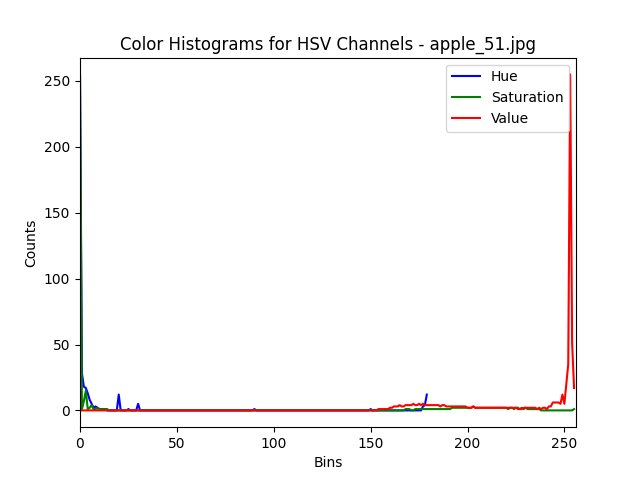 Color Histograms for HSV Channels - apple_51.jpg
Hue
Saturation
Value
Counts
250
200
150
100
50
0
0 50 100 150 200 250
Bins